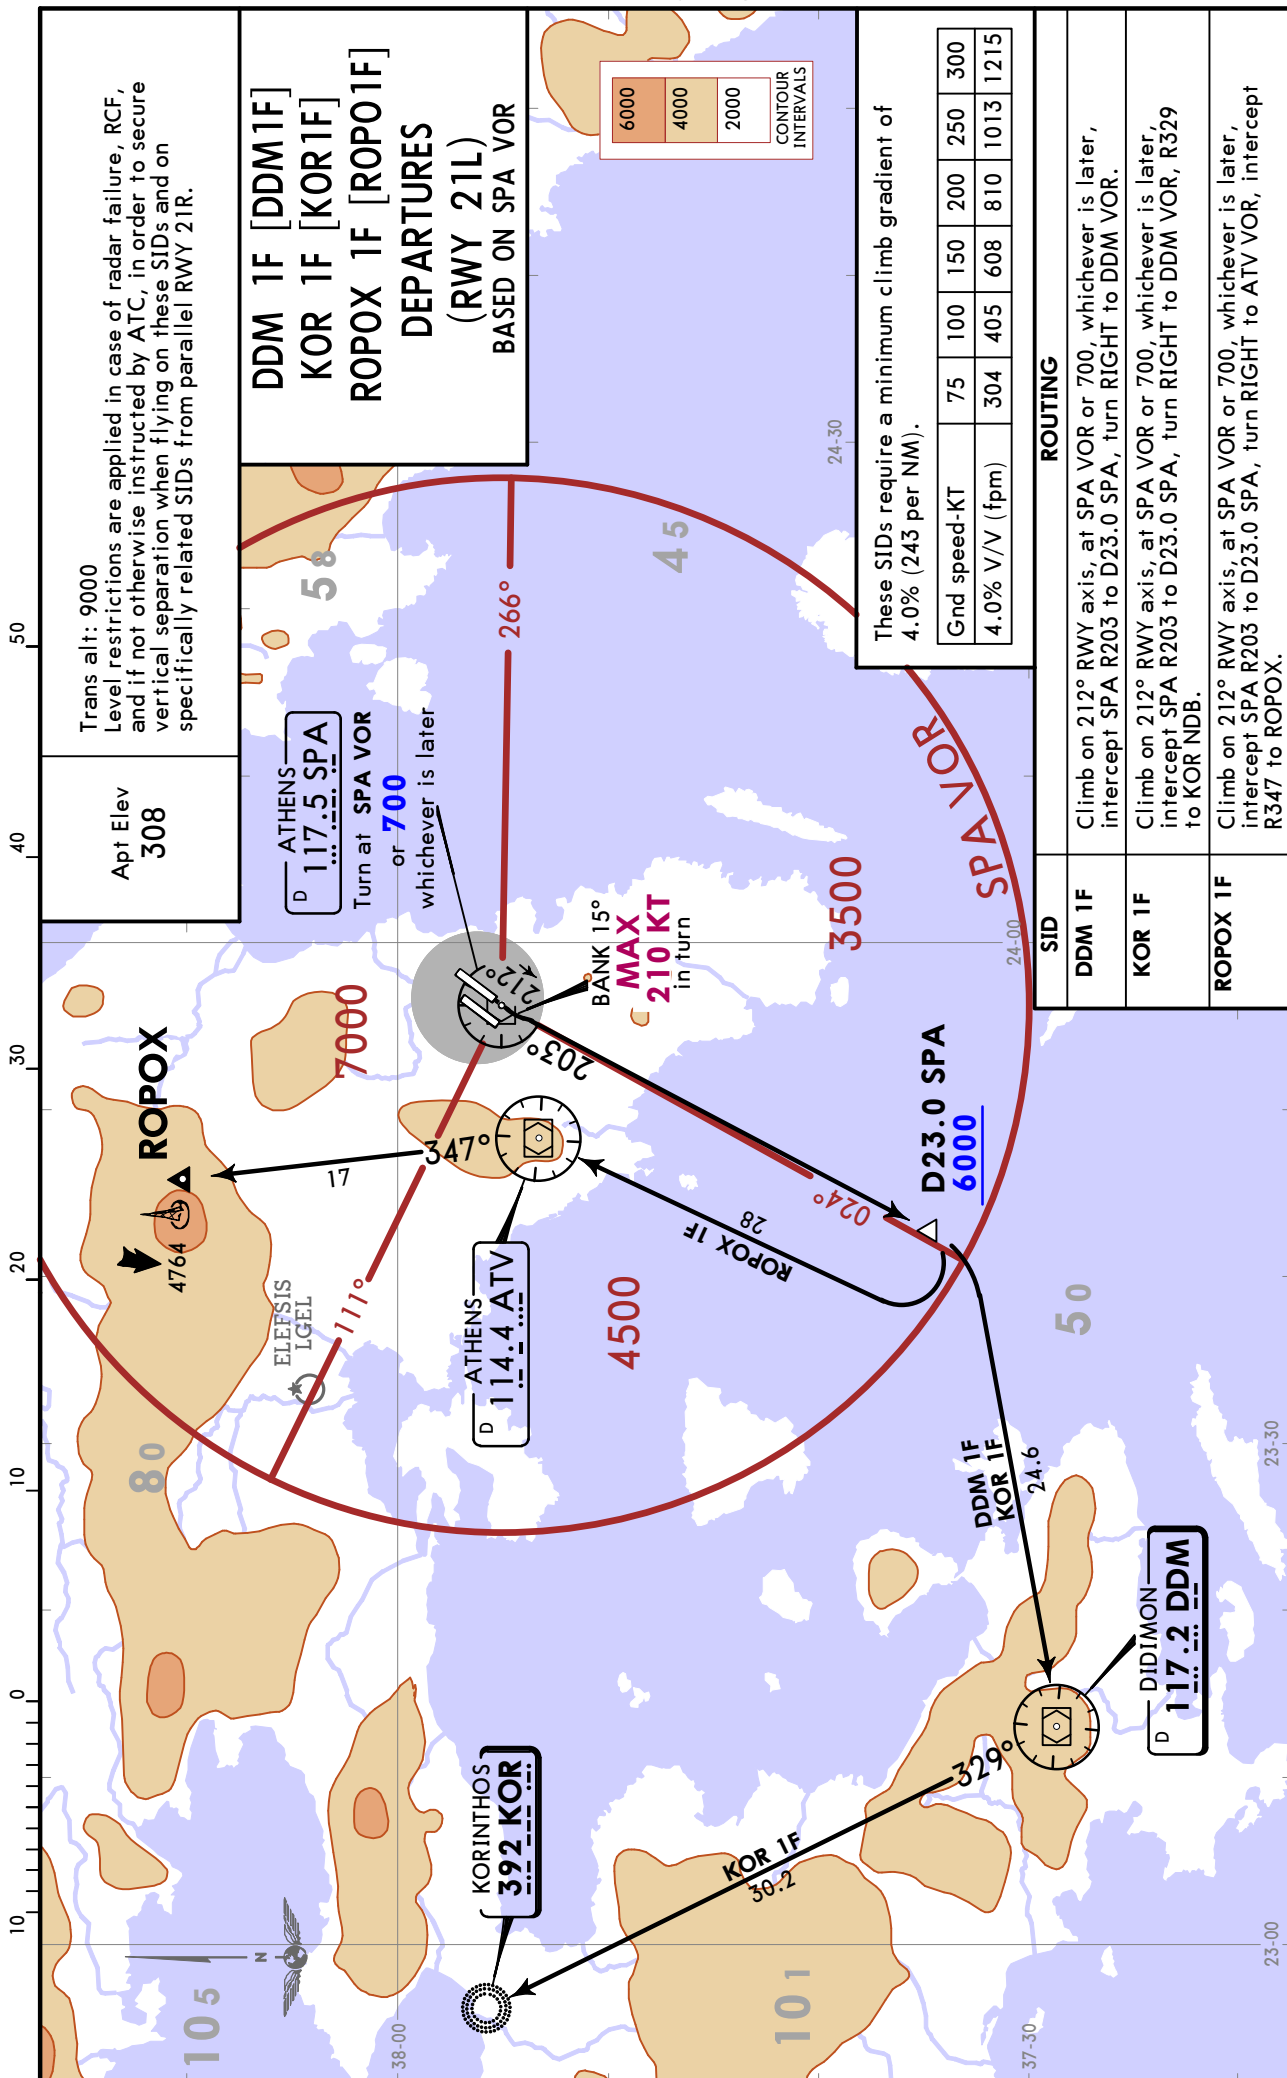 Apt Elev
308
Trans alt: 9000
Level restrictions are applied in case of radar failure, RCF,
and if not otherwise instructed by ATC, in order to secure
vertical separation when flying on these SIDs and on
specifically related SIDs from parallel RWY 21R.
DDM 1F [DDM1F]
KOR 1F [KOR1F]
ROPOX 1F [ROPO1F]
DEPARTURES
(RWY 21L)
BASED ON SPA VOR
10
0
10
20
30
40
50
6000
4000
2000
CONTOUR
INTERVALS
105
80
58
45
50
101
N
4764
ROPOX
17
347°
7000
ELEFSIS
LGEL
111°
266°
D
ATHENS
117.5 SPA
Turn at SPA VOR
or 700
whichever is later
212°
BANK 15°
MAX
210 KT
in turn
203°
D
ATHENS
114.4 ATV
4500
3500
28
ROPOX 1F
024°
D23.0 SPA
6000
SPA VOR
KORINTHOS
392 KOR
KOR 1F
30.2
329°
DDM 1F
KOR 1F
24.6
D
DIDIMON
117.2 DDM
38-00
37-30
23-00
23-30
24-00
24-30
These SIDs require a minimum climb gradient of
4.0% (243 per NM).
Gnd speed-KT 75 100 150 200 250 300
4.0% V/V (fpm) 304 405 608 810 1013 1215
SID ROUTING
DDM 1F Climb on 212° RWY axis, at SPA VOR or 700, whichever is later,
intercept SPA R203 to D23.0 SPA, turn RIGHT to DDM VOR.
KOR 1F Climb on 212° RWY axis, at SPA VOR or 700, whichever is later,
intercept SPA R203 to D23.0 SPA, turn RIGHT to DDM VOR, R329
to KOR NDB.
ROPOX 1F Climb on 212° RWY axis, at SPA VOR or 700, whichever is later,
intercept SPA R203 to D23.0 SPA, turn RIGHT to ATV VOR, intercept
R347 to ROPOX.